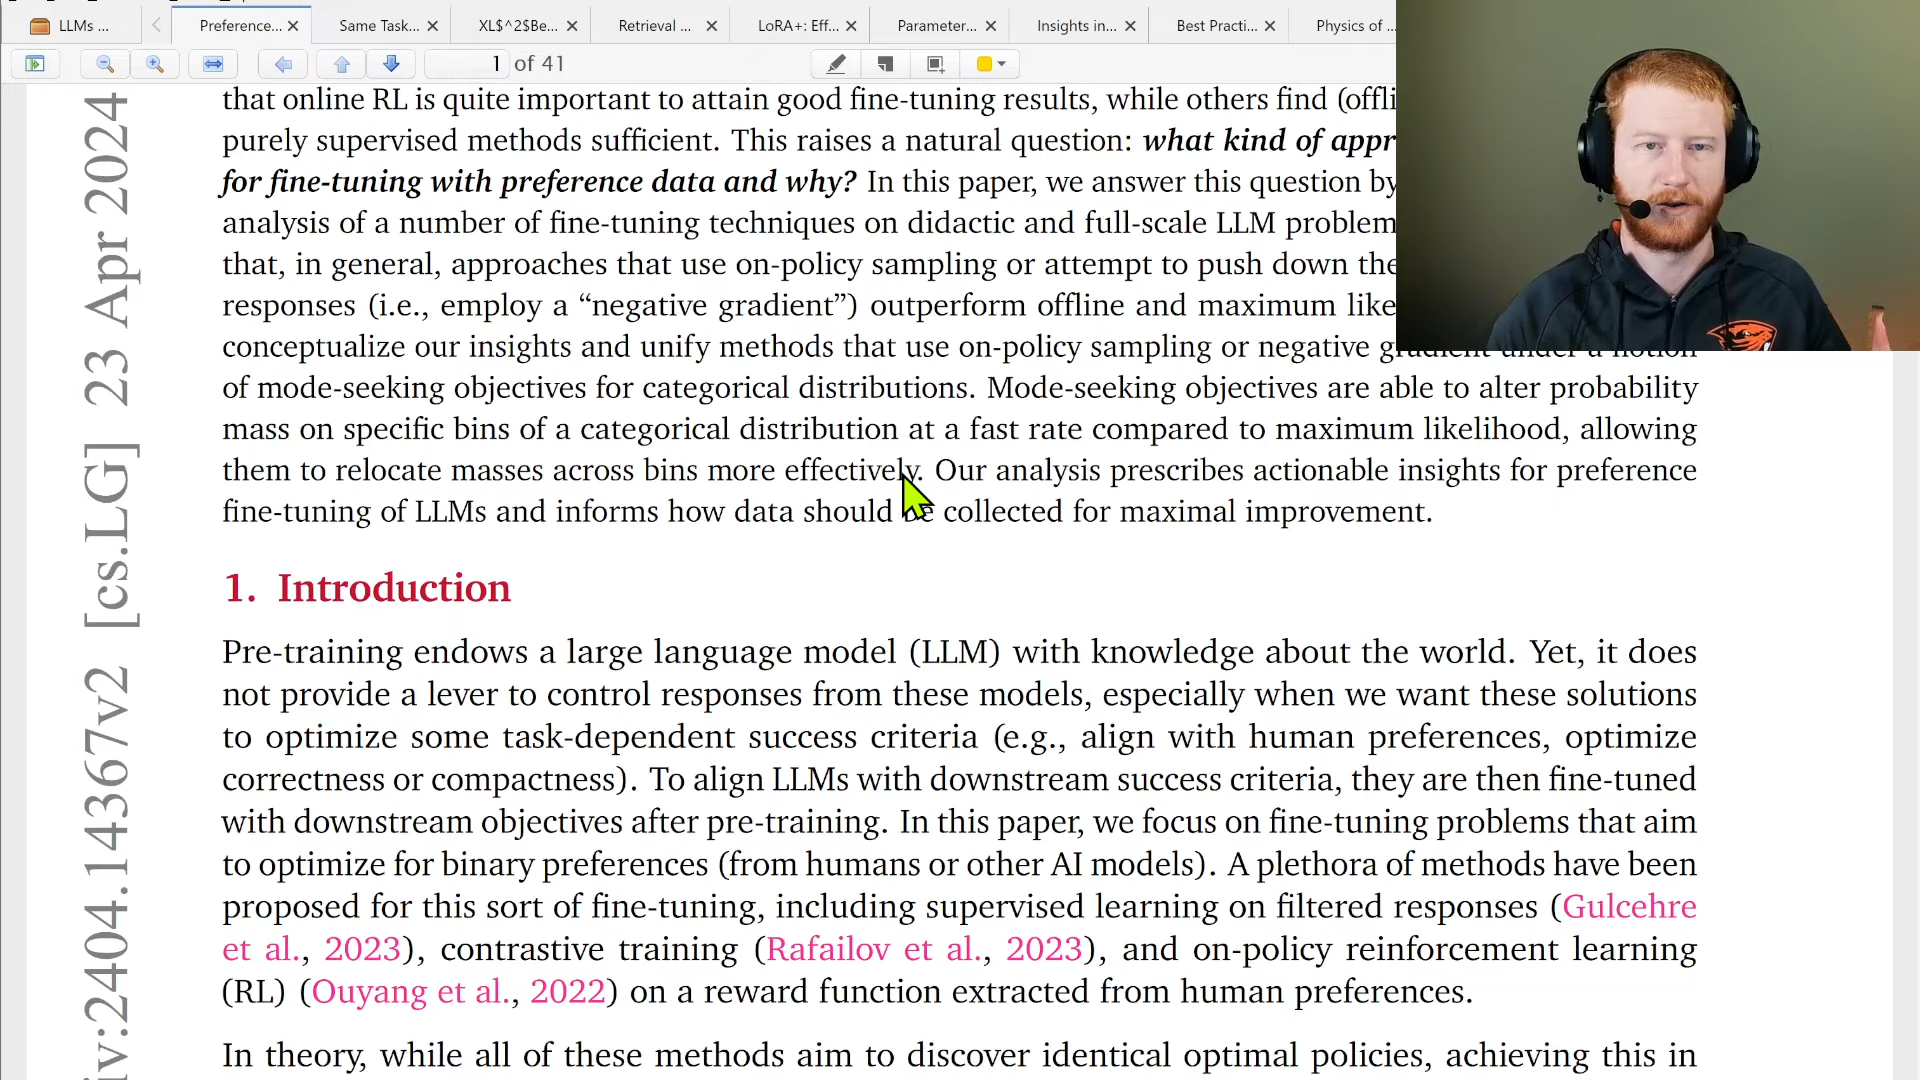 LLMs ...
Preference...
Same Task...
XL$^2$Be...
Retrieval ...
LoRA+: Eff...
Parameter...
Insights in...
Best Practi...
Physics of ...
1 of 41
that online RL is quite important to attain good fine-tuning results, while others find (offli
purely supervised methods sufficient. This raises a natural question: what kind of appr
for fine-tuning with preference data and why? In this paper, we answer this question by
analysis of a number of fine-tuning techniques on didactic and full-scale LLM problem
that, in general, approaches that use on-policy sampling or attempt to push down the
responses (i.e., employ a “negative gradient”) outperform offline and maximum like
conceptualize our insights and unify methods that use on-policy sampling or negative gradient under a notion
of mode-seeking objectives for categorical distributions. Mode-seeking objectives are able to alter probability
mass on specific bins of a categorical distribution at a fast rate compared to maximum likelihood, allowing
them to relocate masses across bins more effectively. Our analysis prescribes actionable insights for preference
fine-tuning of LLMs and informs how data should be collected for maximal improvement.
1. Introduction
Pre-training endows a large language model (LLM) with knowledge about the world. Yet, it does
not provide a lever to control responses from these models, especially when we want these solutions
to optimize some task-dependent success criteria (e.g., align with human preferences, optimize
correctness or compactness). To align LLMs with downstream success criteria, they are then fine-tuned
with downstream objectives after pre-training. In this paper, we focus on fine-tuning problems that aim
to optimize for binary preferences (from humans or other AI models). A plethora of methods have been
proposed for this sort of fine-tuning, including supervised learning on filtered responses (Gulcehre
et al., 2023), contrastive training (Rafailov et al., 2023), and on-policy reinforcement learning
(RL) (Ouyang et al., 2022) on a reward function extracted from human preferences.
In theory, while all of these methods aim to discover identical optimal policies, achieving this in
iv:2404.14367v2 [cs.LG] 23 Apr 2024